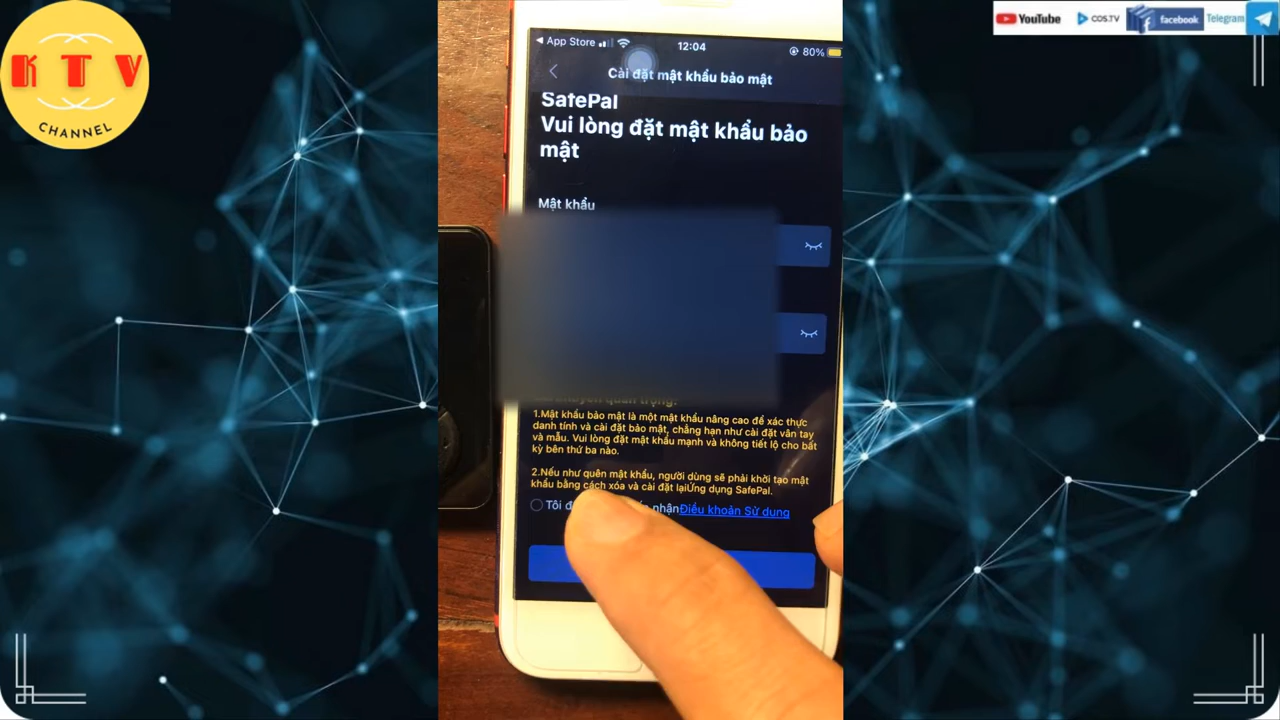 KTV
CHANNEL
YouTube
COS.TV
facebook
Telegram
App Store
12:04
80%
Cài đặt mật khẩu bảo mật
SafePal
Vui lòng đặt mật khẩu bảo
mật
Mật khẩu
quan trọng:
1.Mật khẩu bảo mật là một mật khẩu nâng cao để xác thực
danh tính và cài đặt bảo mật, chẳng hạn như cài đặt vân tay
và mẫu. Vui lòng đặt mật khẩu mạnh và không tiết lộ cho bất
kỳ bên thứ ba nào.
2.Nếu như quên mật khẩu, người dùng sẽ phải khởi tạo mật
khẩu bằng cách xóa và cài đặt lạiỨng dụng SafePal.
Tôi nhậnĐiều khoản Sử dụng